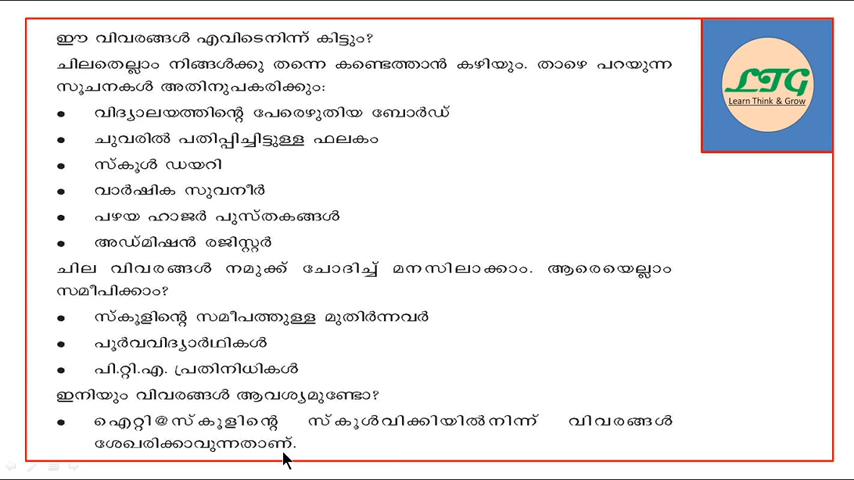 ഈ വിവരങ്ങൾ എവിടെനിന്ന് കിട്ടും?
ചിലതെല്ലാം നിങ്ങൾക്കു തന്നെ കണ്ടെത്താൻ കഴിയും. താഴെ പറയുന്ന
സൂചനകൾ അതിനുപകരിക്കും:
● വിദ്യാലയത്തിന്റെ പേരെഴുതിയ ബോർഡ്
● ചുവരിൽ പതിപ്പിച്ചിട്ടുള്ള ഫലകം
● സ്കൂൾ ഡയറി
● വാർഷിക സുവനീർ
● പഴയ ഹാജർ പുസ്തകങ്ങൾ
● അഡ്മിഷൻ രജിസ്റ്റർ
ചില വിവരങ്ങൾ നമുക്ക് ചോദിച്ച് മനസിലാക്കാം. ആരെയെല്ലാം
സമീപിക്കാം?
● സ്കൂളിന്റെ സമീപത്തുള്ള മുതിർന്നവർ
● പൂർവവിദ്യാർഥികൾ
● പി.റ്റി.എ. പ്രതിനിധികൾ
ഇനിയും വിവരങ്ങൾ ആവശ്യമുണ്ടോ?
● ഐറ്റി@സ്കൂളിന്റെ സ്കൂൾവിക്കിയിൽനിന്ന് വിവരങ്ങൾ
ശേഖരിക്കാവുന്നതാണ്.
LTG
Learn Think & Grow